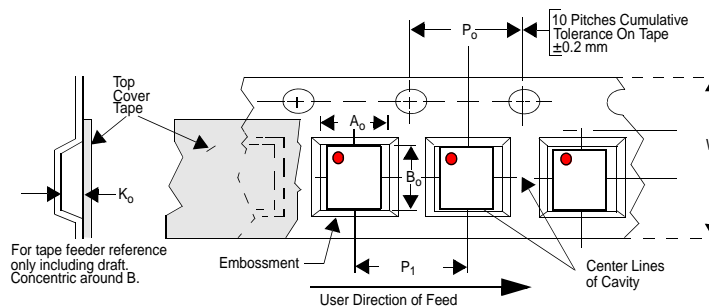 Po
10 Pitches Cumulative
Tolerance On Tape
±0.2 mm
Top
Cover
Tape
Ao
Bo
Ko
For tape feeder reference
only including draft.
Concentric around B.
Embossment
P1
Center Lines
of Cavity
User Direction of Feed